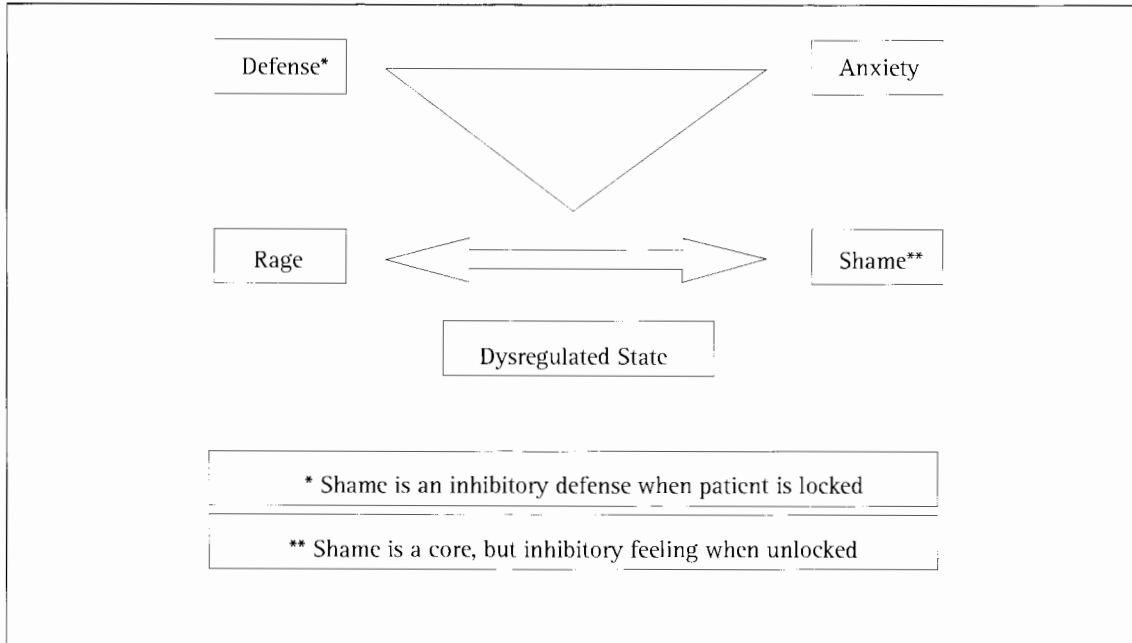 Defense*
Anxiety
Rage
Shame**
Dysregulated State
* Shame is an inhibitory defense when patient is locked
** Shame is a core, but inhibitory feeling when unlocked